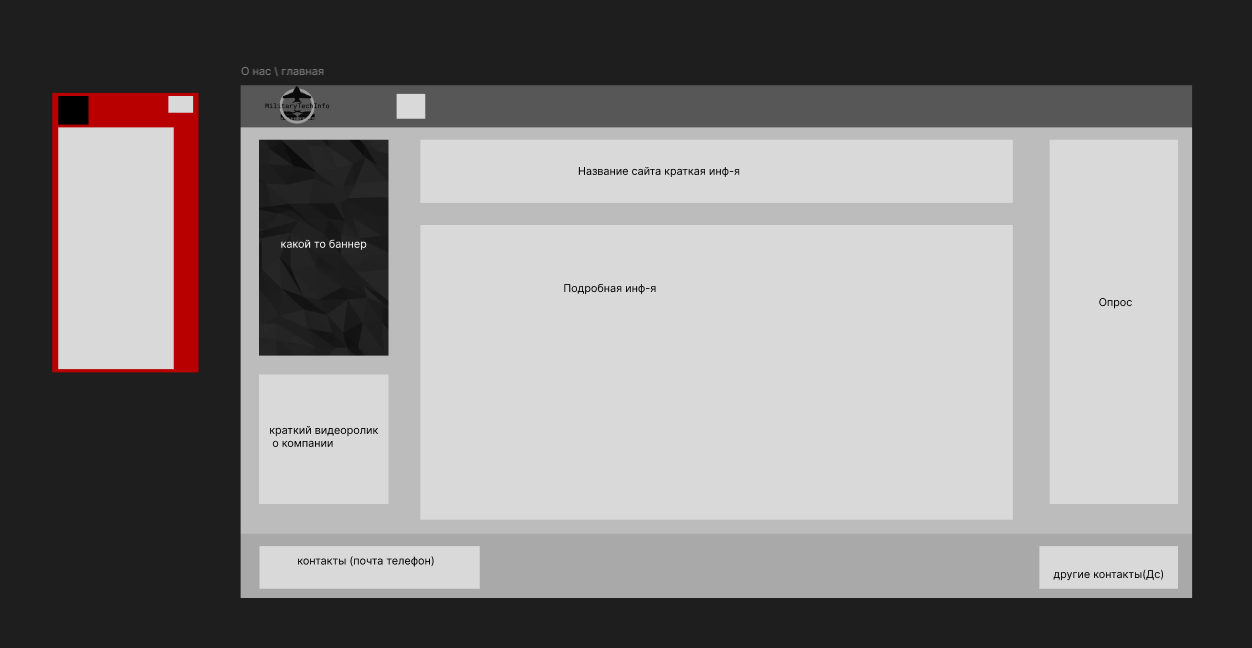 О нас \ главная
MilitaryTechInfo
Название сайта краткая инф-я
какой то баннер
Подробная инф-я
Опрос
краткий видеоролик
о компании
контакты (почта телефон)
другие контакты(Дс)